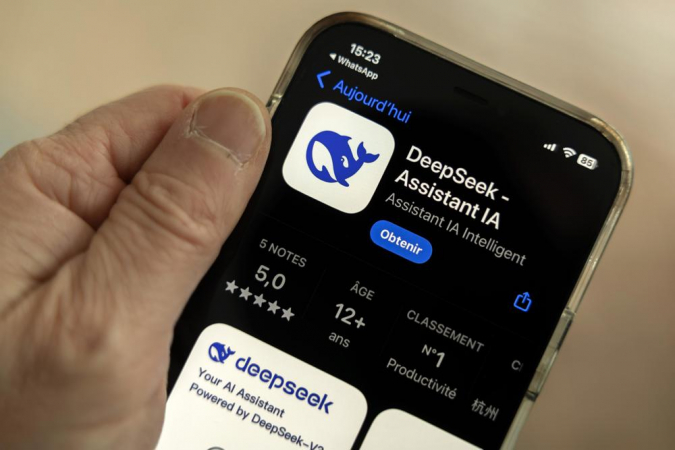 15:23
WhatsApp
Aujourd'hui
85
DeepSeek -
Assistant IA
Assistant IA Intelligent
Obtenir
5 NOTES
5,0
ÂGE
12+
ans
CLASSEMENT
N°1
Productivité
杭州
deepseek
Your AI Assistant
Powered by DeepSeek-V3